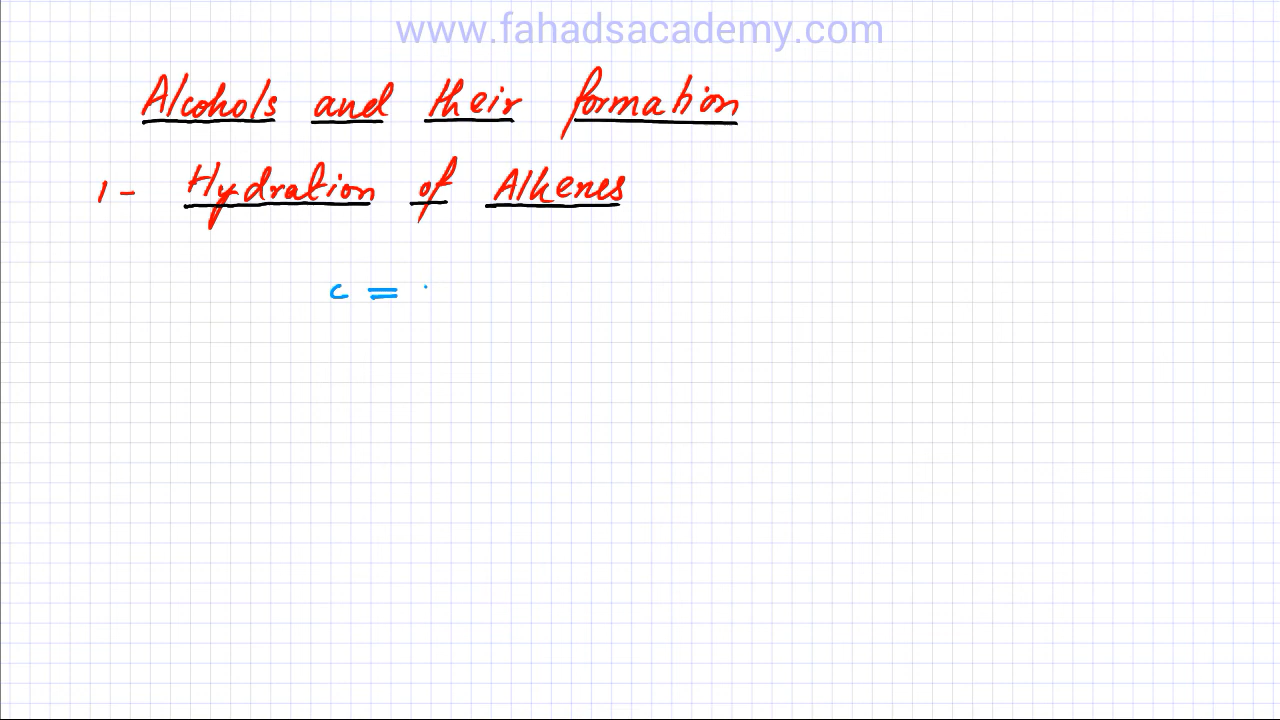 www.fahadsacademy.com
Alcohols and their formation
1- Hydration of Alkenes
c =